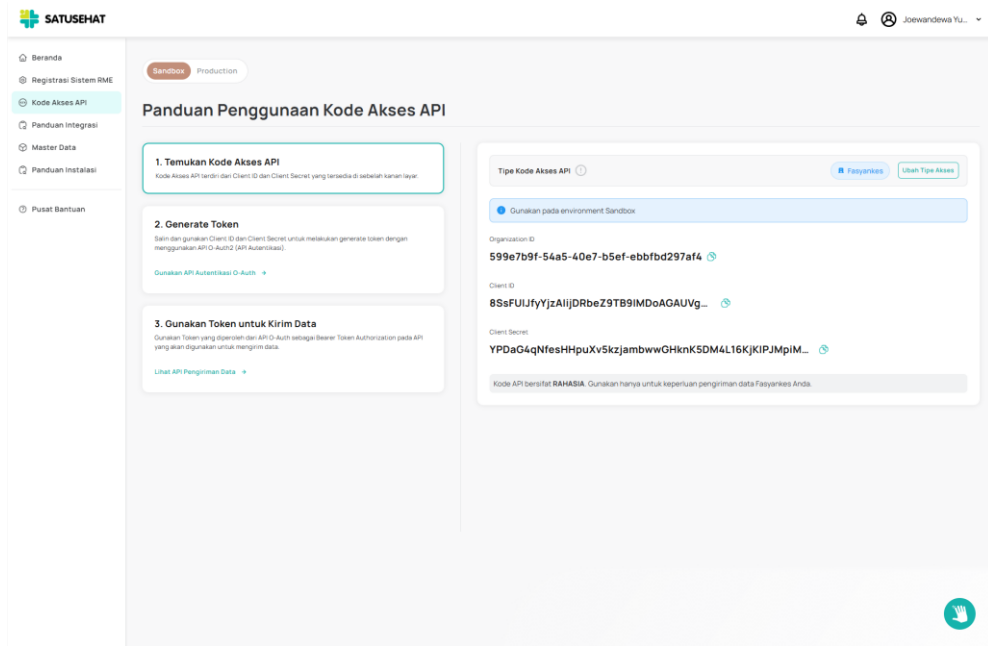 SATUSEHAT
Joewandewa Yu...
Beranda
Registrasi Sistem RME
Kode Akses API
Panduan Integrasi
Master Data
Panduan Instalasi
Pusat Bantuan
Sandbox
Production
Panduan Penggunaan Kode Akses API
1. Temukan Kode Akses API
Kode Akses API terdiri dari Client ID dan Client Secret yang tersedia di sebelah kanan layar.
2. Generate Token
Salin dan gunakan Client ID dan Client Secret untuk melakukan generate token dengan
menggunakan API O-Auth2 (API Autentikasi).
Gunakan API Autentikasi O-Auth →
3. Gunakan Token untuk Kirim Data
Gunakan Token yang diperoleh dari API O-Auth sebagai Bearer Token Authorization pada API
yang akan digunakan untuk mengirim data.
Lihat API Pengiriman Data →
Tipe Kode Akses API
Fasyankes
Ubah Tipe Akses
Gunakan pada environment Sandbox
Organization ID
599e7b9f-54a5-40e7-b5ef-ebbfbd297af4
Client ID
8SsFUlJfyYjzAlijDRbeZ9TB9IMDoAGAUVg...
Client Secret
YPDaG4qNfesHHpuXv5kzjambwwGHknK5DM4L16KjKlPJMpiM...
Kode API bersifat RAHASIA. Gunakan hanya untuk keperluan pengiriman data Fasyankes Anda.